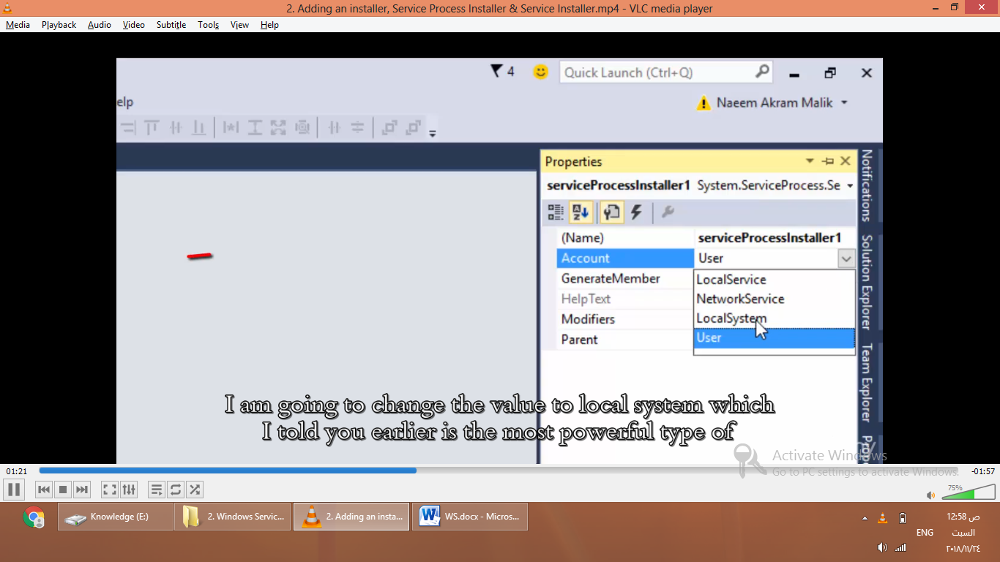 2. Adding an installer, Service Process Installer & Service Installer.mp4 - VLC media player
Media Playback Audio Video Subtitle Tools View Help
4
Quick Launch (Ctrl+Q)
elp
Naeem Akram Malik
Properties
serviceProcessInstaller1 System.ServiceProcess.Se
(Name) serviceProcessInstaller1
Account User
GenerateMember LocalService
HelpText NetworkService
Modifiers LocalSystem
Parent User
Notifications
Solution Explorer
Team Explorer
I am going to change the value to local system which
I told you earlier is the most powerful type of
Activate Windows
Go to PC settings to activate Windows.
01:21 -01:57
75%
Knowledge (E:) 2. Windows Servic... 2. Adding an insta... WS.docx - Micros...
ENG
12:58 ص
السبت
٢٠١٨/١١/٢٤